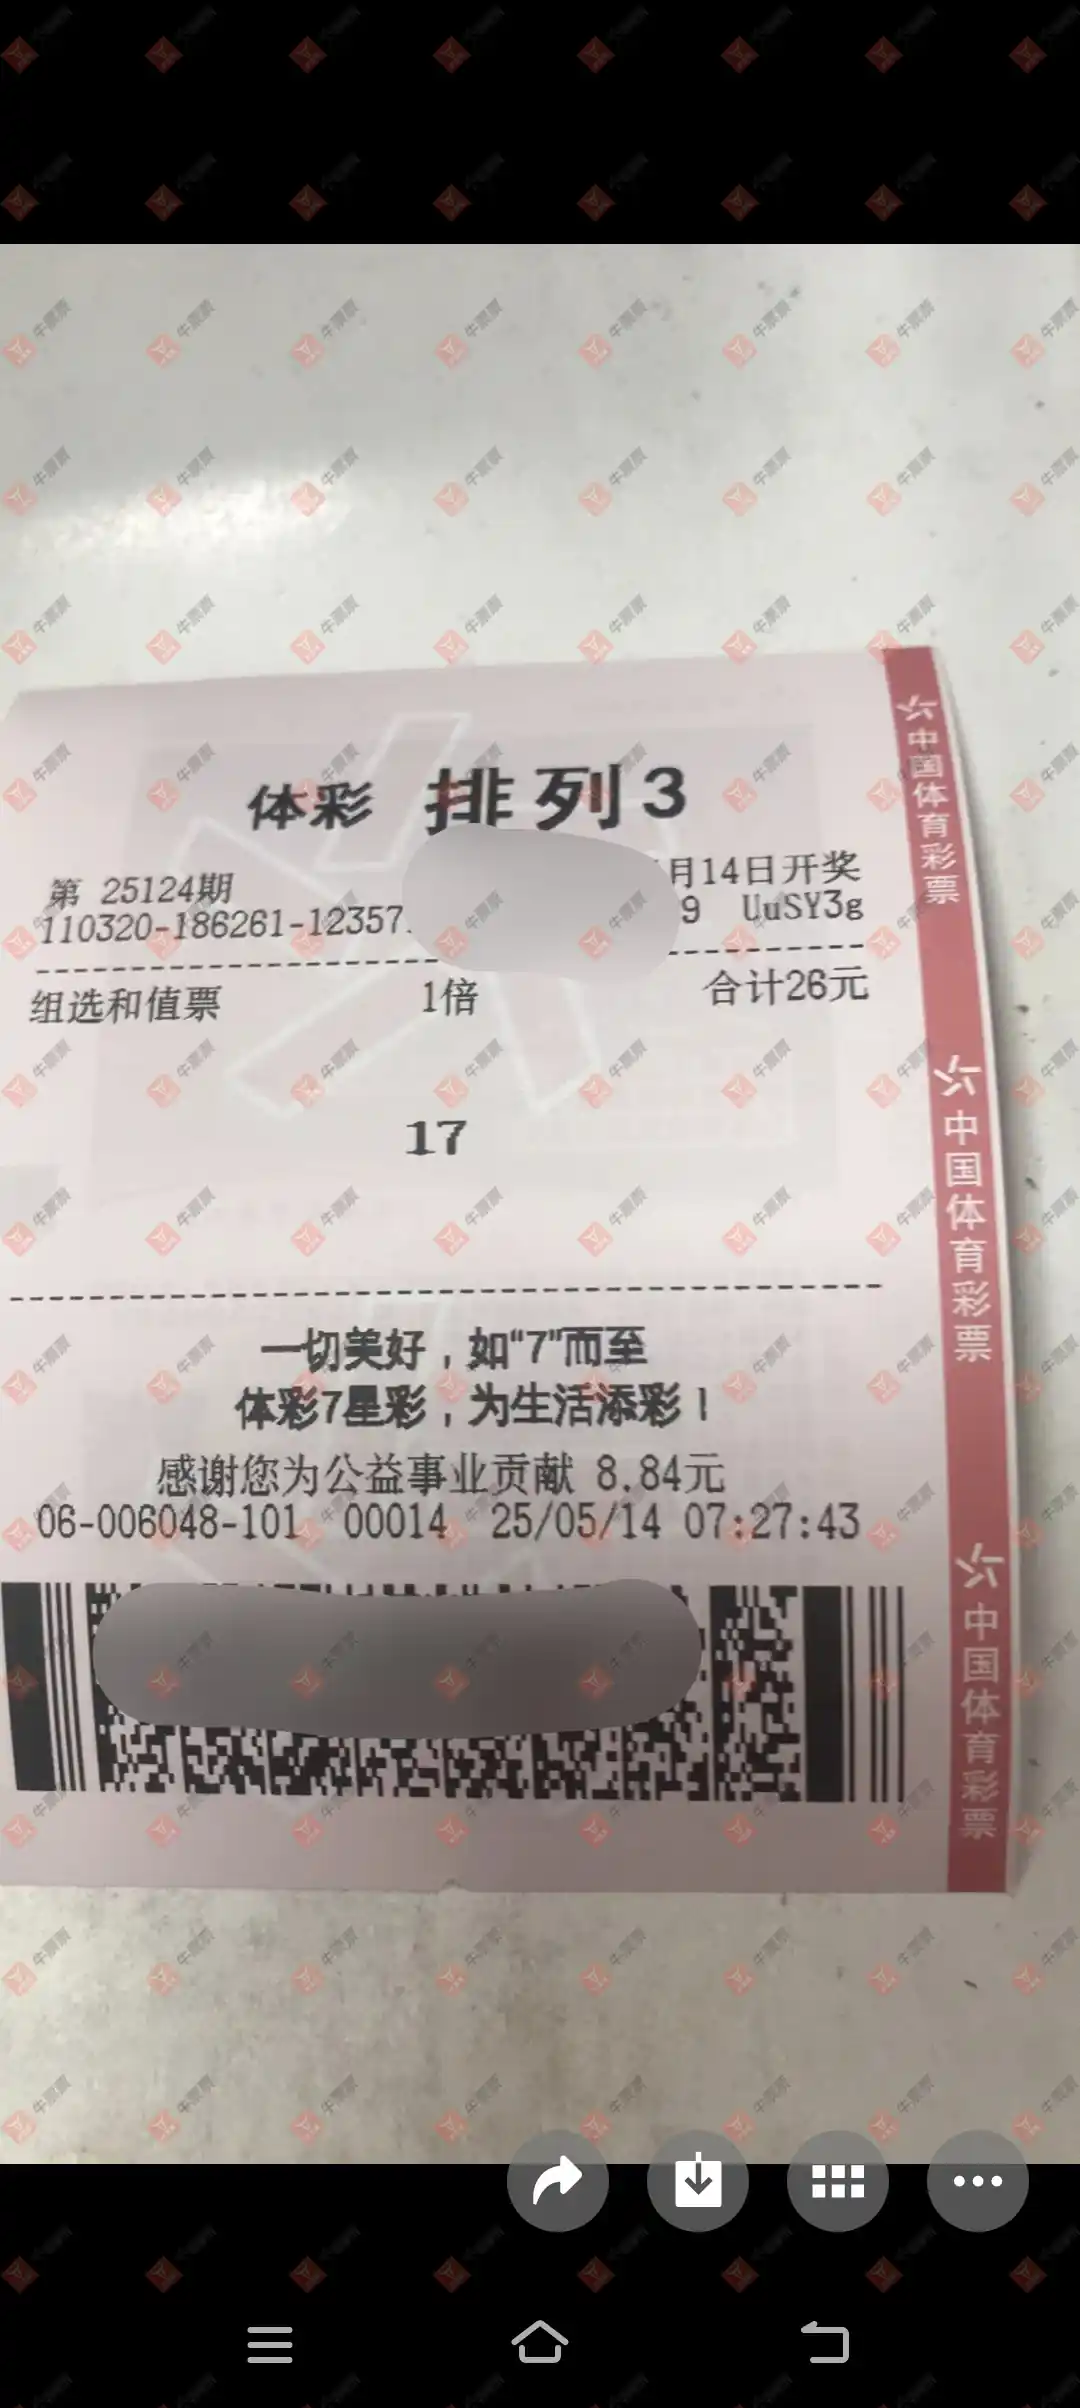 体彩 排列3
第 25124期 月14日开奖
110320-186261-12357 9 UuSY3g
组选和值票 1倍 合计26元
17
一切美好，如“7”而至
体彩7星彩，为生活添彩！
感谢您为公益事业贡献 8.84元
06-006048-101 00014 25/05/14 07:27:43
中国体育彩票
中国体育彩票
中国体育彩票
牛票票